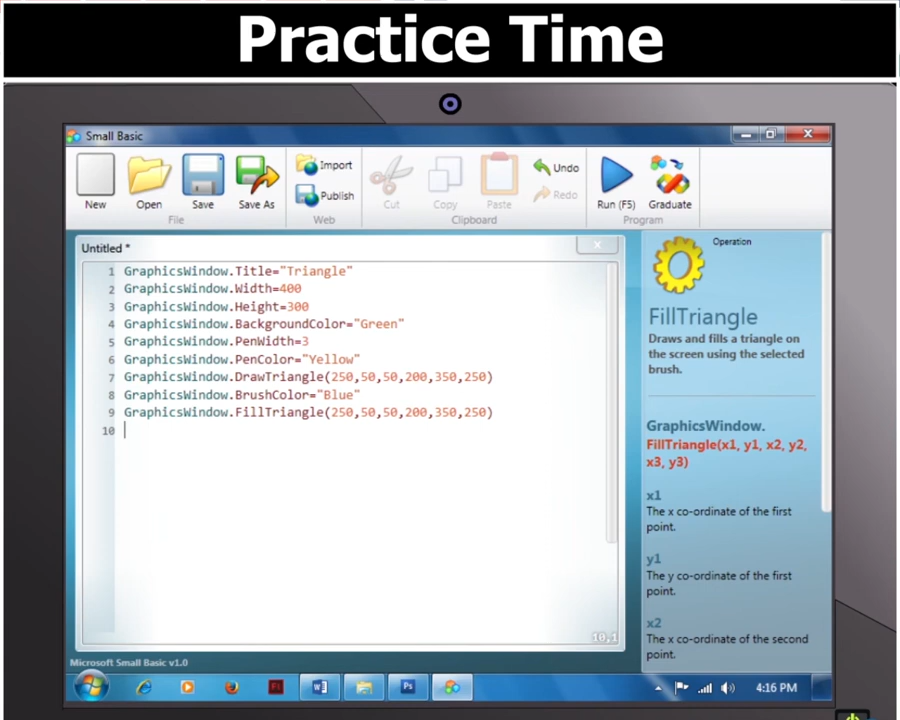 Practice Time
Small Basic
New
Open
Save
Save As
File
Import
Publish
Web
Cut
Copy
Paste
Undo
Redo
Clipboard
Run (F5)
Graduate
Program
Untitled *
1 GraphicsWindow.Title="Triangle"
2 GraphicsWindow.Width=400
3 GraphicsWindow.Height=300
4 GraphicsWindow.BackgroundColor="Green"
5 GraphicsWindow.PenWidth=3
6 GraphicsWindow.PenColor="Yellow"
7 GraphicsWindow.DrawTriangle(250,50,50,200,350,250)
8 GraphicsWindow.BrushColor="Blue"
9 GraphicsWindow.FillTriangle(250,50,50,200,350,250)
10
10,1
Operation
FillTriangle
Draws and fills a triangle on
the screen using the selected
brush.
GraphicsWindow.
FillTriangle(x1, y1, x2, y2,
x3, y3)
x1
The x co-ordinate of the first
point.
y1
The y co-ordinate of the first
point.
x2
The x co-ordinate of the second
point.
Microsoft Small Basic v1.0
4:16 PM